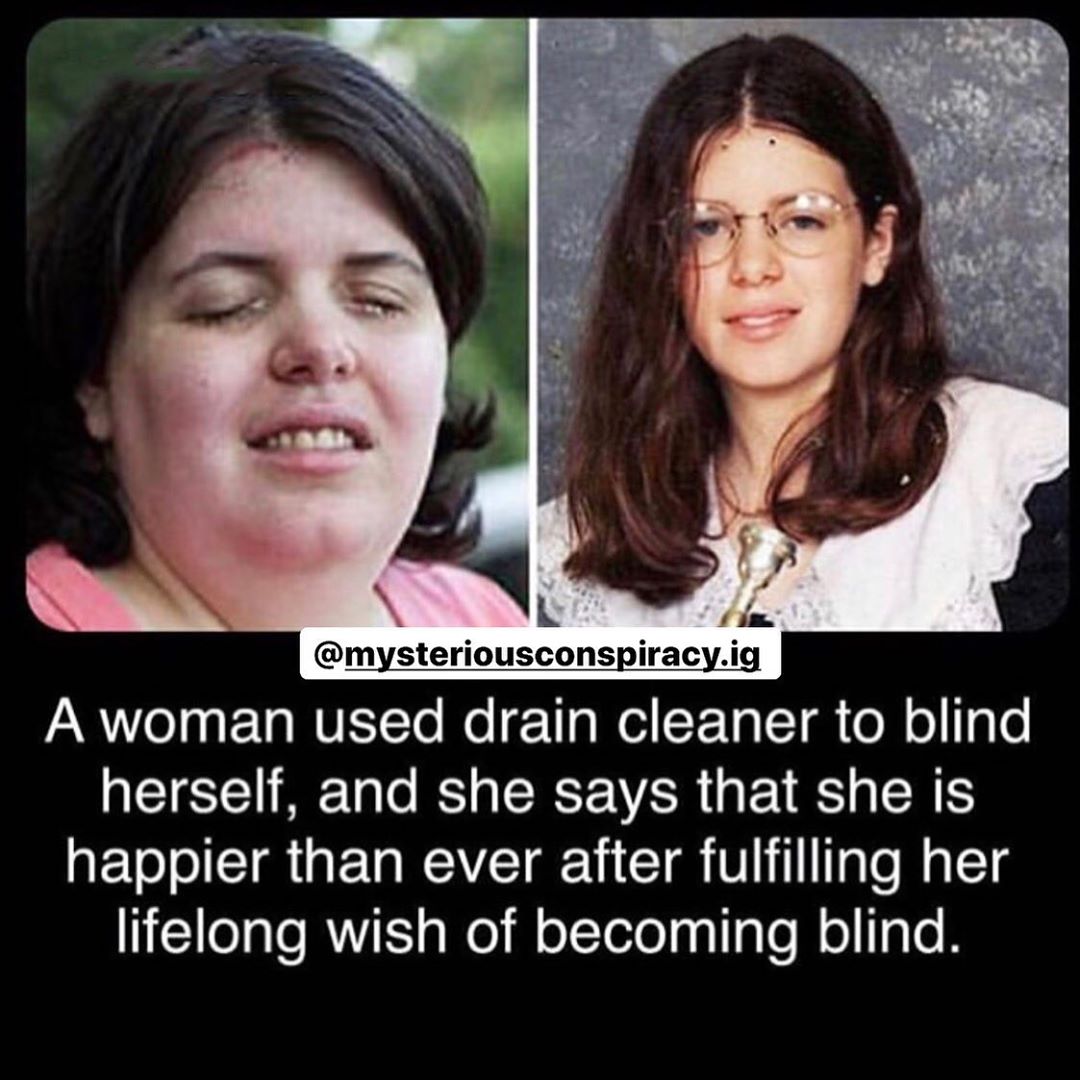 @mysteriousconspiracy.ig
A woman used drain cleaner to blind
herself, and she says that she is
happier than ever after fulfilling her
lifelong wish of becoming blind.